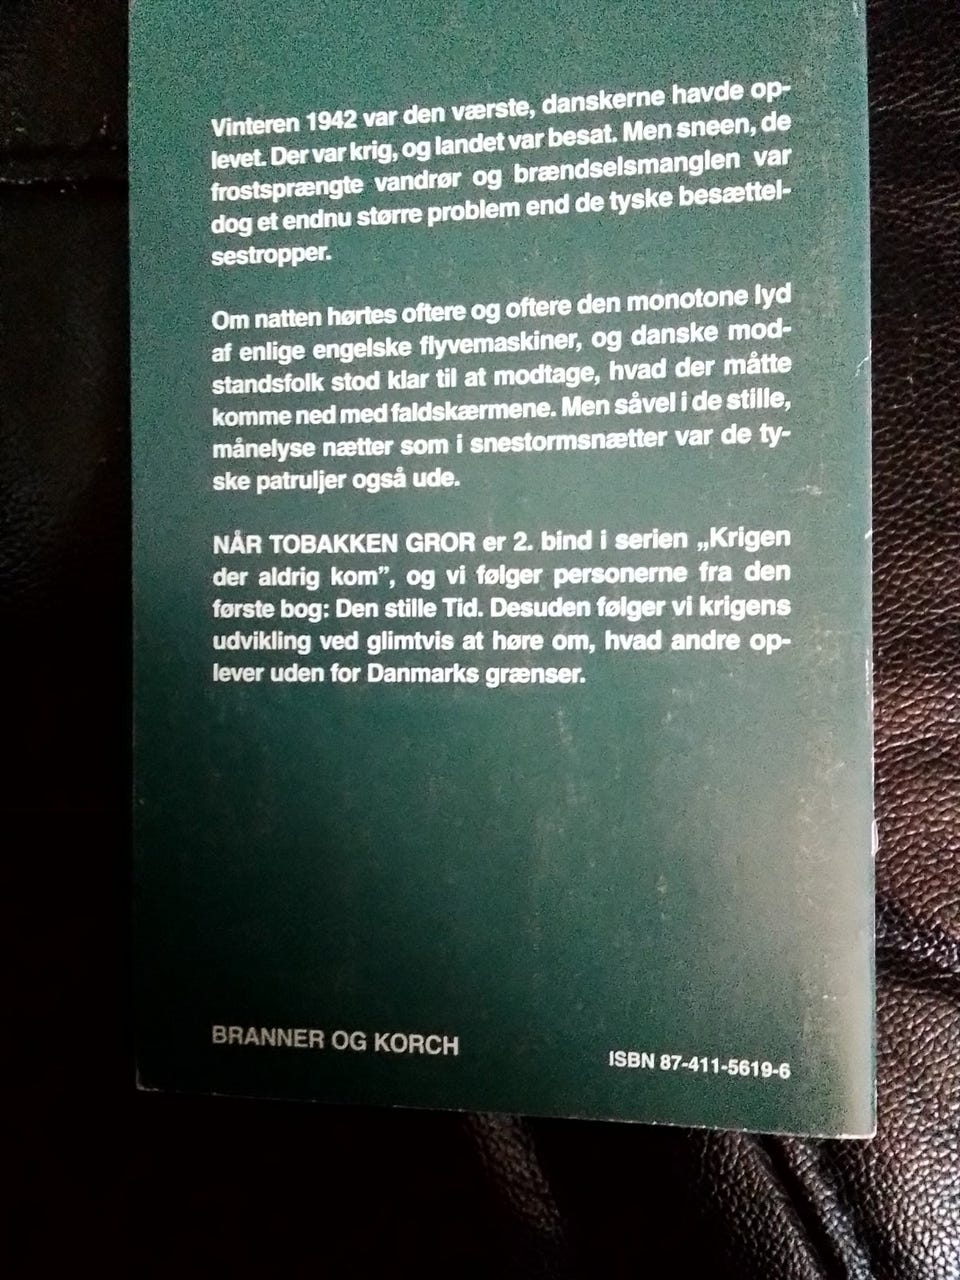 Vinteren 1942 var den værste, danskerne havde op-
levet. Der var krig, og landet var besat. Men sneen, de
frostsprængte vandrør og brændselsmanglen var
dog et endnu større problem end de tyske besættel-
sestropper.
Om natten hørtes oftere og oftere den monotone lyd
af enlige engelske flyvemaskiner, og danske mod-
standsfolk stod klar til at modtage, hvad der måtte
komme ned med faldskærmene. Men såvel i de stille,
månelyse nætter som i snestormsnætter var de ty-
ske patruljer også ude.
NÅR TOBAKKEN GROR er 2. bind i serien „Krigen
der aldrig kom”, og vi følger personerne fra den
første bog: Den stille Tid. Desuden følger vi krigens
udvikling ved glimtvis at høre om, hvad andre op-
lever uden for Danmarks grænser.
BRANNER OG KORCH
ISBN 87-411-5619-6